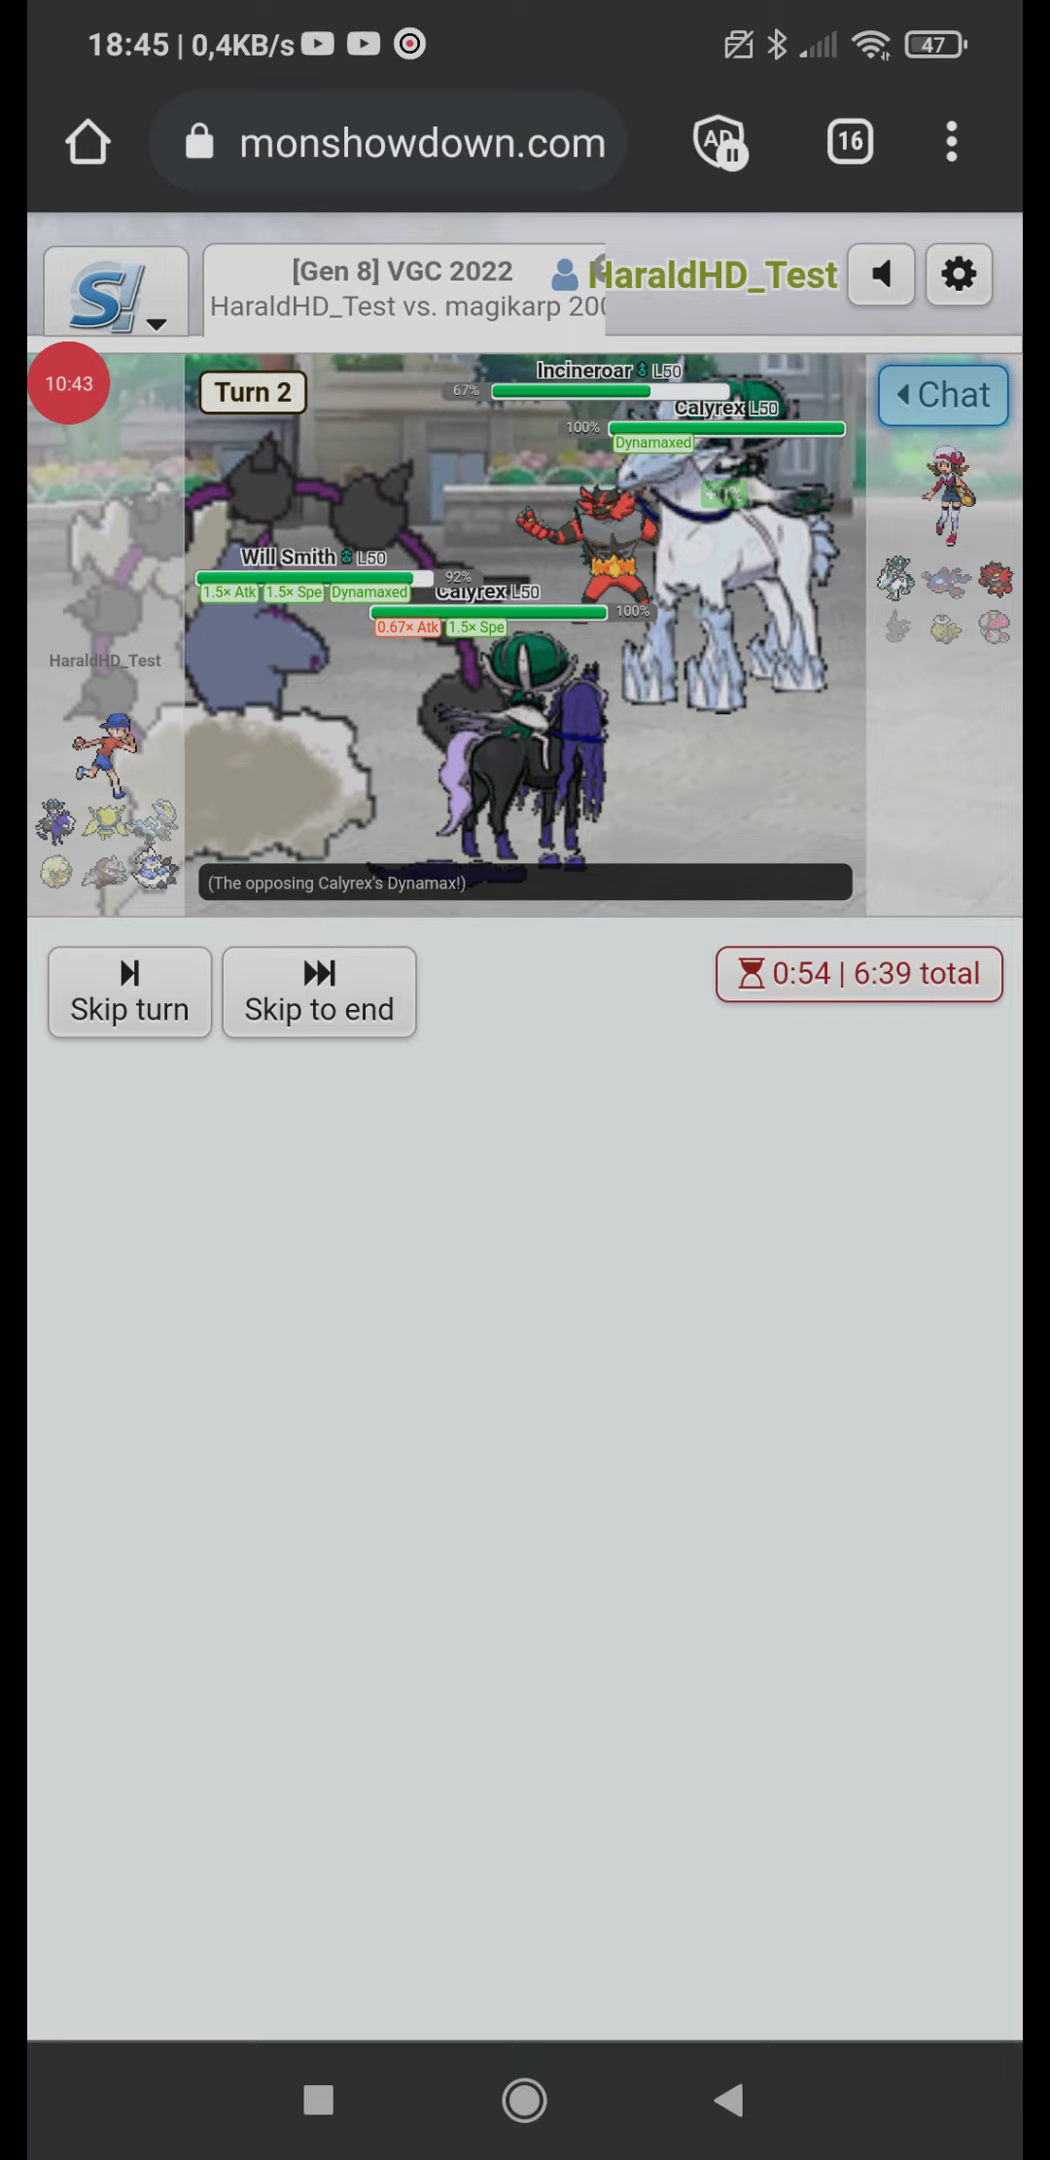 18:45 | 0,4KB/s
47
monshowdown.com
AD
16
[Gen 8] VGC 2022
HaraldHD_Test
HaraldHD_Test vs. magikarp 200
10:43
Turn 2
Incineroar L50
67%
Calyrex L50
100%
Dynamaxed
Chat
+0%
Will Smith L50
92%
1.5× Atk 1.5× Spe Dynamaxed
Calyrex L50
100%
0.67× Atk 1.5× Spe
HaraldHD_Test
(The opposing Calyrex's Dynamax!)
Skip turn
Skip to end
0:54 | 6:39 total